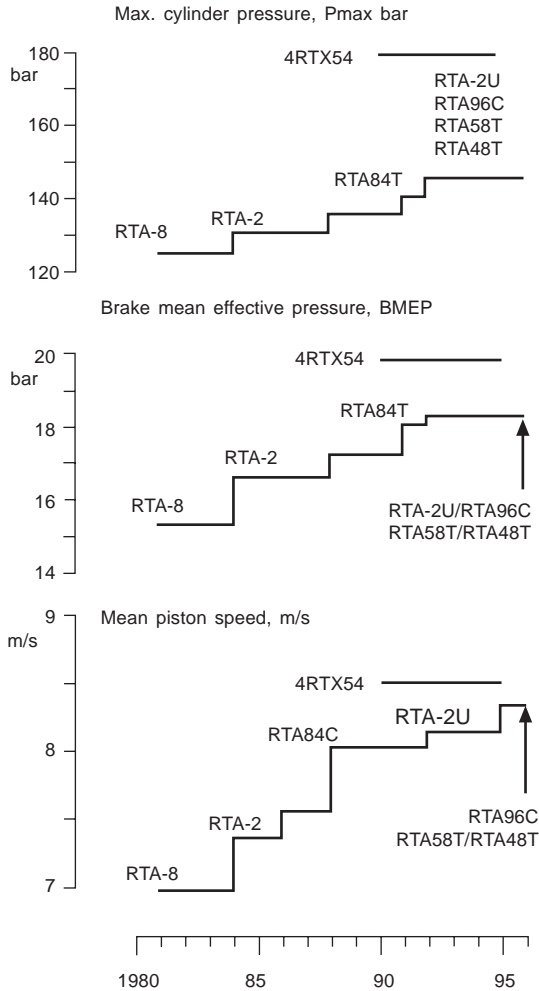 Max. cylinder pressure, Pmax bar
180
bar
4RTX54
RTA-2U
RTA96C
RTA58T
RTA48T
160
RTA84T
140
RTA-8
RTA-2
120
Brake mean effective pressure, BMEP
20
bar
4RTX54
RTA84T
18
RTA-2
RTA-8
16
RTA-2U/RTA96C
RTA58T/RTA48T
14
9
Mean piston speed, m/s
m/s
4RTX54
RTA-2U
RTA84C
8
RTA-2
RTA96C
RTA58T/RTA48T
RTA-8
7
1980 85 90 95